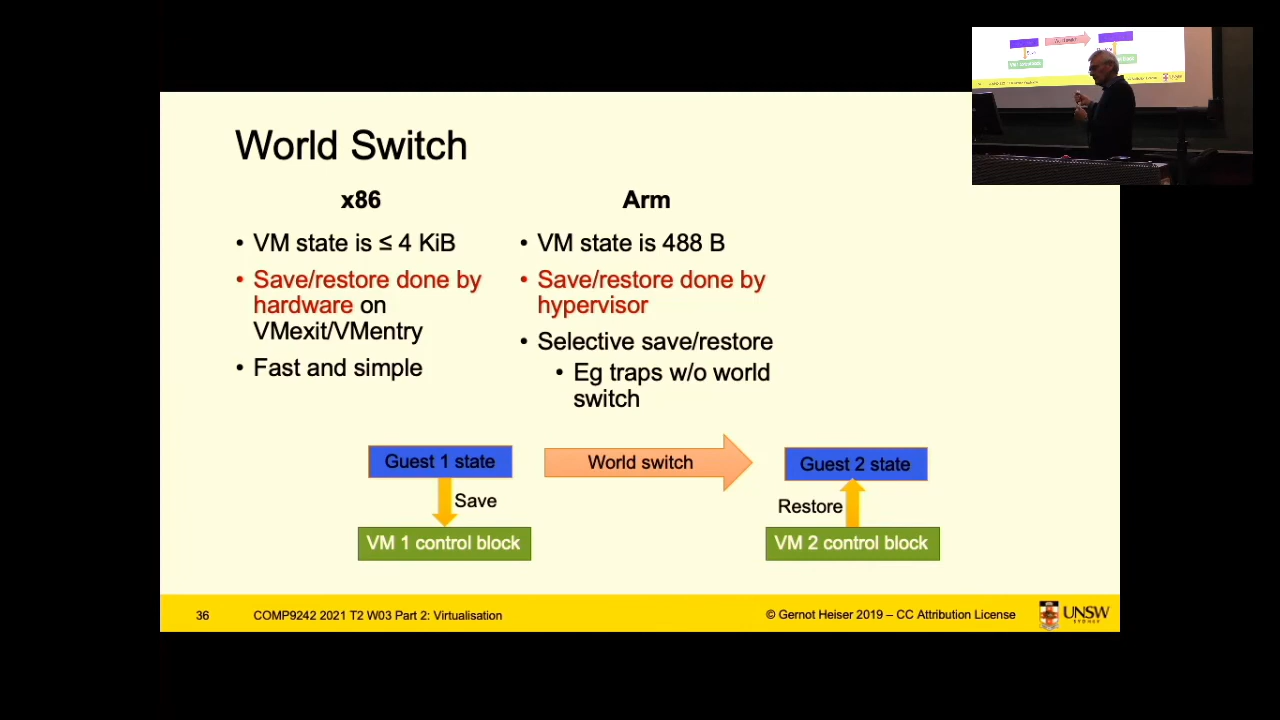 World Switch
x86
• VM state is ≤ 4 KiB
• Save/restore done by
hardware on
VMexit/VMentry
• Fast and simple
Arm
• VM state is 488 B
• Save/restore done by
hypervisor
• Selective save/restore
• Eg traps w/o world
switch
Guest 1 state
World switch
Guest 2 state
Save
Restore
VM 1 control block
VM 2 control block
36
COMP9242 2021 T2 W03 Part 2: Virtualisation
© Gernot Heiser 2019 – CC Attribution License
UNSW
SYDNEY